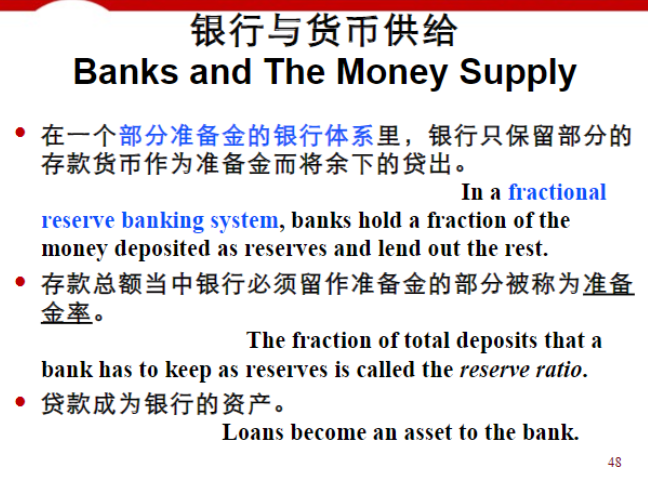 银行与货币供给
Banks and The Money Supply
• 在一个部分准备金的银行体系里，银行只保留部分的
存款货币作为准备金而将余下的贷出。
In a fractional
reserve banking system, banks hold a fraction of the
money deposited as reserves and lend out the rest.
• 存款总额当中银行必须留作准备金的部分被称为准备
金率。
The fraction of total deposits that a
bank has to keep as reserves is called the reserve ratio.
• 贷款成为银行的资产。
Loans become an asset to the bank.
48